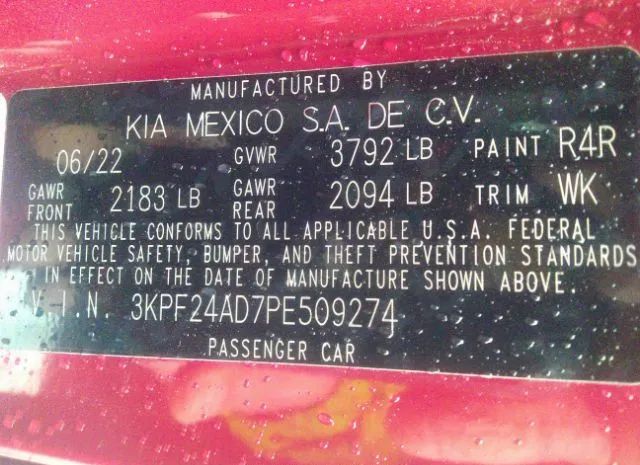 MANUFACTURED BY
KIA MEXICO S.A. DE C.V.
06/22 GVWR 3792 LB PAINT R4R
GAWR FRONT 2183 LB GAWR REAR 2094 LB TRIM WK
THIS VEHICLE CONFORMS TO ALL APPLICABLE U.S.A. FEDERAL
MOTOR VEHICLE SAFETY, BUMPER, AND THEFT PREVENTION STANDARDS
IN EFFECT ON THE DATE OF MANUFACTURE SHOWN ABOVE.
V.I.N. 3KPF24AD7PE509274
PASSENGER CAR